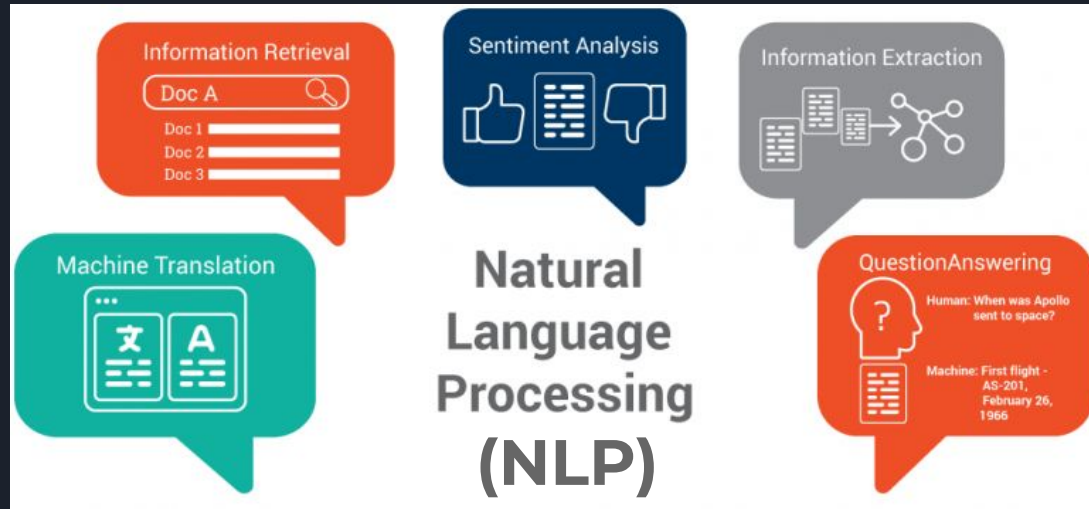 Information Retrieval
Doc A
Doc 1
Doc 2
Doc 3
Sentiment Analysis
Information Extraction
Machine Translation
文 A
Natural
Language
Processing
(NLP)
QuestionAnswering
?
Human: When was Apollo
sent to space?
Machine: First flight -
AS-201,
February 26,
1966